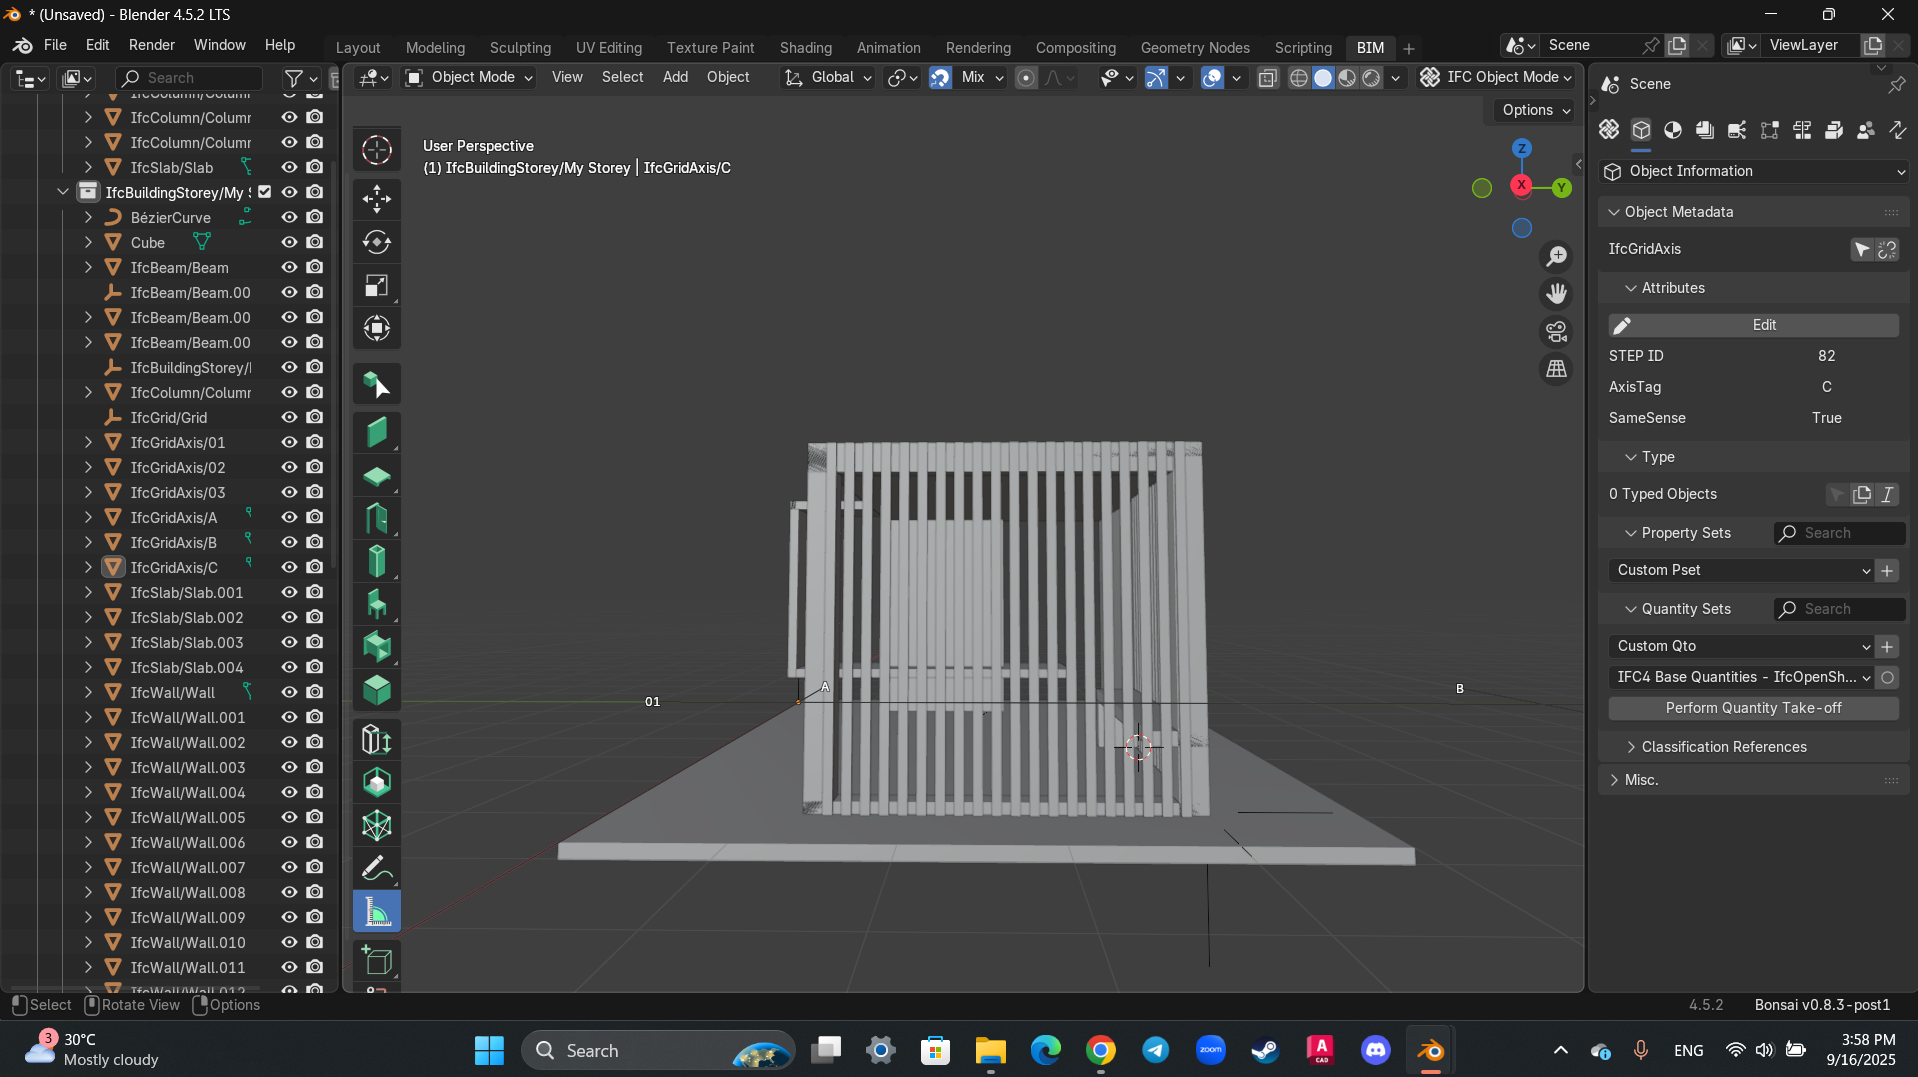 * (Unsaved) - Blender 4.5.2 LTS
File Edit Render Window Help
Layout Modeling Sculpting UV Editing Texture Paint Shading Animation Rendering Compositing Geometry Nodes Scripting BIM
Scene
ViewLayer
Search
Object Mode View Select Add Object
Global
Mix
IFC Object Mode
Options
User Perspective
(1) IfcBuildingStorey/My Storey | IfcGridAxis/C
Z
X
Y
01
A
B
IfcColumn/Columr
IfcColumn/Columr
IfcColumn/Columr
IfcSlab/Slab
IfcBuildingStorey/My
BézierCurve
Cube
IfcBeam/Beam
IfcBeam/Beam.00
IfcBeam/Beam.00
IfcBeam/Beam.00
IfcBuildingStorey/
IfcColumn/Columr
IfcGrid/Grid
IfcGridAxis/01
IfcGridAxis/02
IfcGridAxis/03
IfcGridAxis/A
IfcGridAxis/B
IfcGridAxis/C
IfcSlab/Slab.001
IfcSlab/Slab.002
IfcSlab/Slab.003
IfcSlab/Slab.004
IfcWall/Wall
IfcWall/Wall.001
IfcWall/Wall.002
IfcWall/Wall.003
IfcWall/Wall.004
IfcWall/Wall.005
IfcWall/Wall.006
IfcWall/Wall.007
IfcWall/Wall.008
IfcWall/Wall.009
IfcWall/Wall.010
IfcWall/Wall.011
IfcWall/Wall.012
Scene
Object Information
Object Metadata
IfcGridAxis
Attributes
Edit
STEP ID 82
AxisTag C
SameSense True
Type
0 Typed Objects
Property Sets Search
Custom Pset
Quantity Sets Search
Custom Qto
IFC4 Base Quantities - IfcOpenSh...
Perform Quantity Take-off
Classification References
Misc.
Select Rotate View Options
4.5.2 Bonsai v0.8.3-post1
3
30°C
Mostly cloudy
Search
zoom
A
CAD
ENG
3:58 PM
9/16/2025